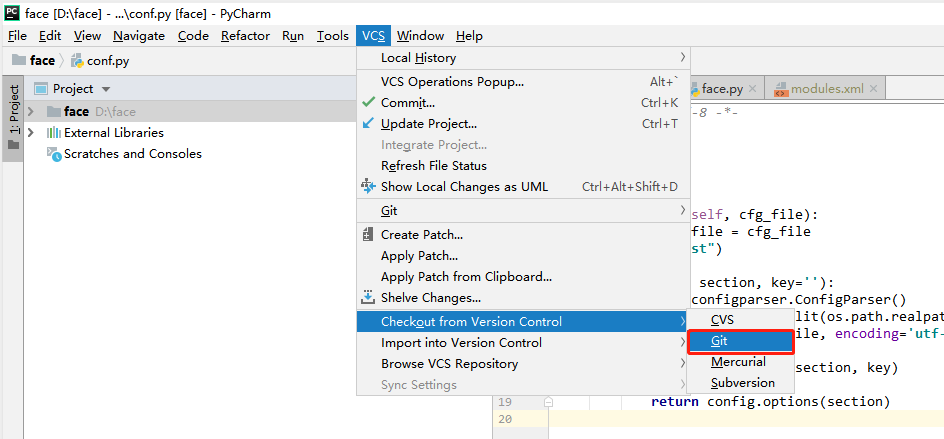 face [D:\face] - ...\conf.py [face] - PyCharm
File Edit View Navigate Code Refactor Run Tools VCS Window Help
face conf.py
1: Project
Project
face D:\face
External Libraries
Scratches and Consoles
Local History
VCS Operations Popup... Alt+`
Commit... Ctrl+K
Update Project... Ctrl+T
Integrate Project...
Refresh File Status
Show Local Changes as UML Ctrl+Alt+Shift+D
Git
Create Patch...
Apply Patch...
Apply Patch from Clipboard...
Shelve Changes...
Checkout from Version Control
Import into Version Control
Browse VCS Repository
Sync Settings
CVS
Git
Mercurial
Subversion
face.py modules.xml
-8 -*-
self, cfg_file):
file = cfg_file
st")
section, key=''):
configparser.ConfigParser()
lit(os.path.realpat
ile, encoding='utf-
section, key)
19 return config.options(section)
20